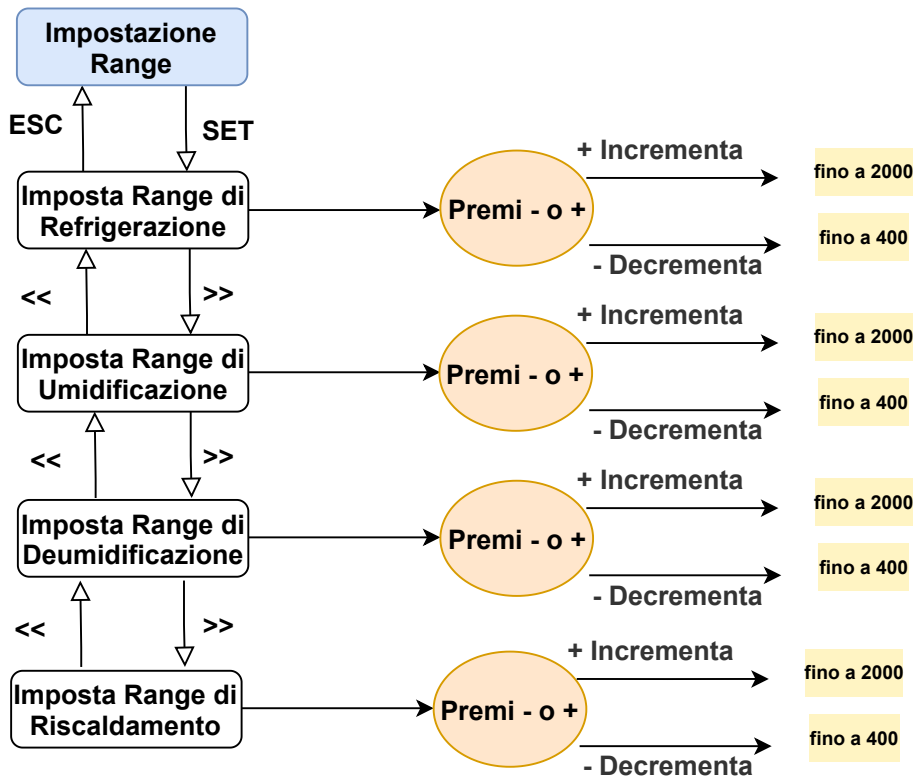 Impostazione
Range
ESC
SET
Imposta Range di
Refrigerazione
Premi - o +
+ Incrementa
fino a 2000
- Decrementa
fino a 400
<<
>>
Imposta Range di
Umidificazione
Premi - o +
+ Incrementa
fino a 2000
- Decrementa
fino a 400
<<
>>
Imposta Range di
Deumidificazione
Premi - o +
+ Incrementa
fino a 2000
- Decrementa
fino a 400
<<
>>
Imposta Range di
Riscaldamento
Premi - o +
+ Incrementa
fino a 2000
- Decrementa
fino a 400